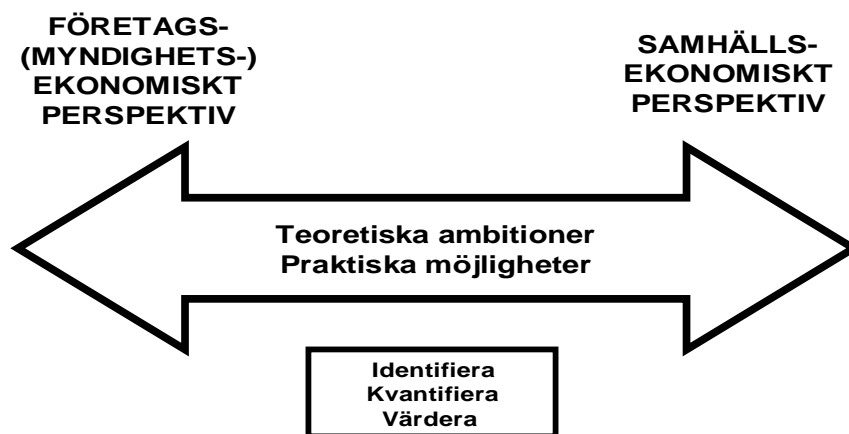 FÖRETAGS-
(MYNDIGHETS-)
EKONOMISKT
PERSPEKTIV
SAMHÄLLS-
EKONOMISKT
PERSPEKTIV
Teoretiska ambitioner
Praktiska möjligheter
Identifiera
Kvantifiera
Värdera